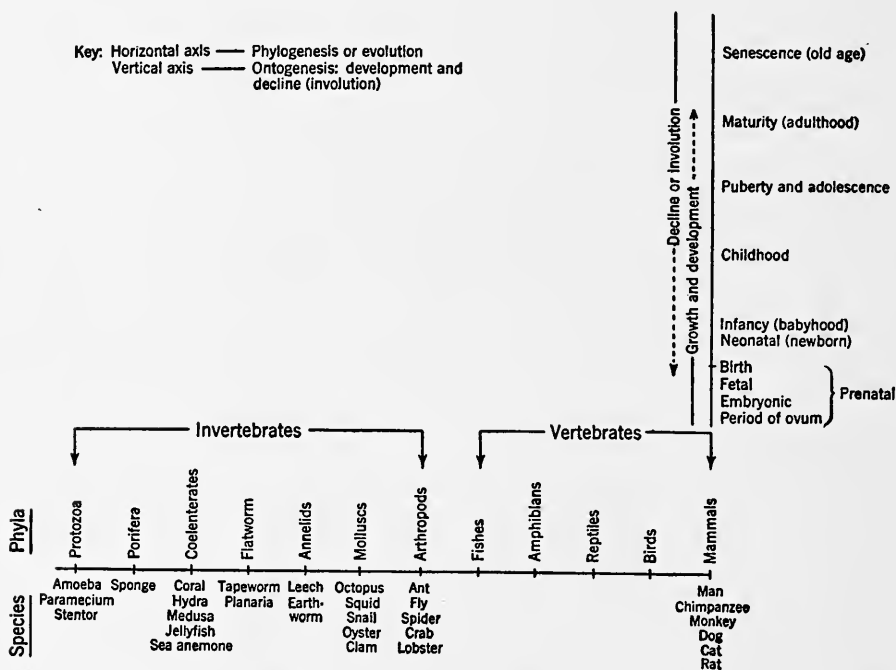 Key: Horizontal axis — Phylogenesis or evolution
Vertical axis — Ontogenesis: development and
decline (involution)
Senescence (old age)
Maturity (adulthood)
Puberty and adolescence
Childhood
Infancy (babyhood)
Neonatal (newborn)
Birth
Fetal
Embryonic
Period of ovum
Prenatal
Decline or involution
Growth and development
Invertebrates
Vertebrates
Phyla
Protozoa
Porifera
Coelenterates
Flatworm
Annelids
Molluscs
Arthropods
Fishes
Amphibians
Reptiles
Birds
Mammals
Species
Amoeba
Paramecium
Stentor
Sponge
Coral
Hydra
Medusa
Jellyfish
Sea anemone
Tapeworm
Planaria
Leech
Earth-
worm
Octopus
Squid
Snail
Oyster
Clam
Ant
Fly
Spider
Crab
Lobster
Man
Chimpanzee
Monkey
Dog
Cat
Rat